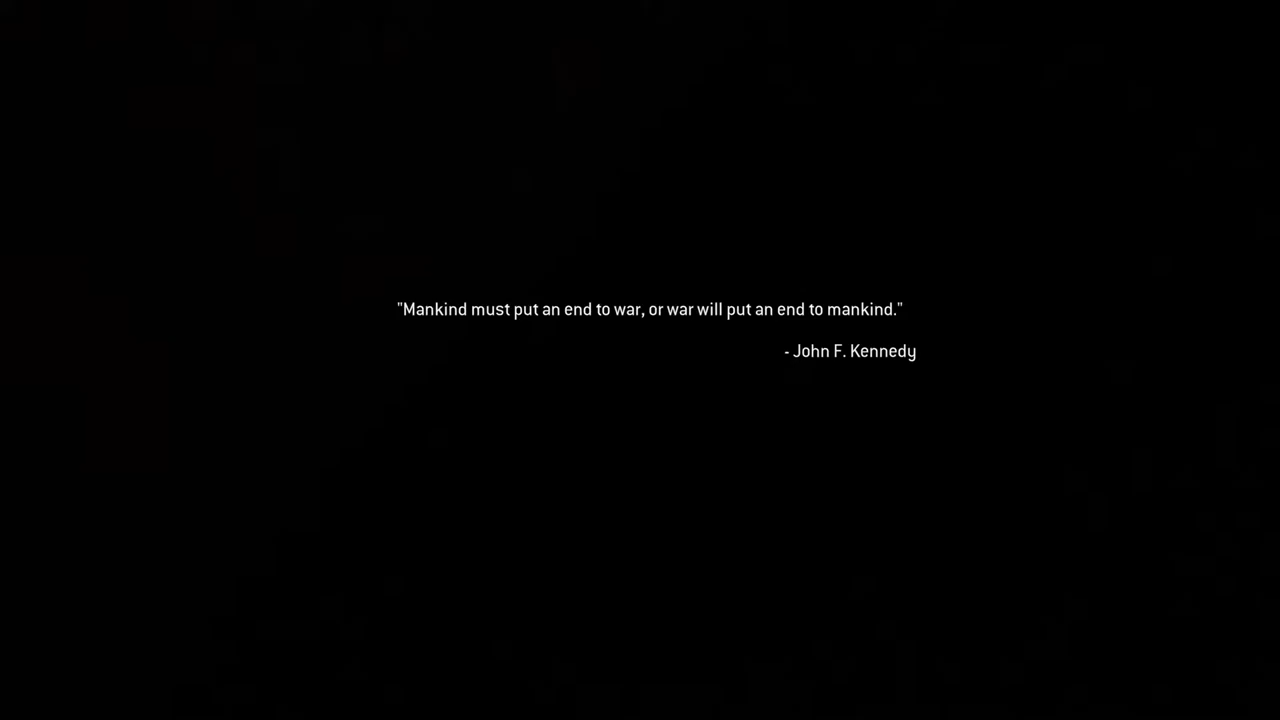 "Mankind must put an end to war, or war will put an end to mankind."
- John F. Kennedy